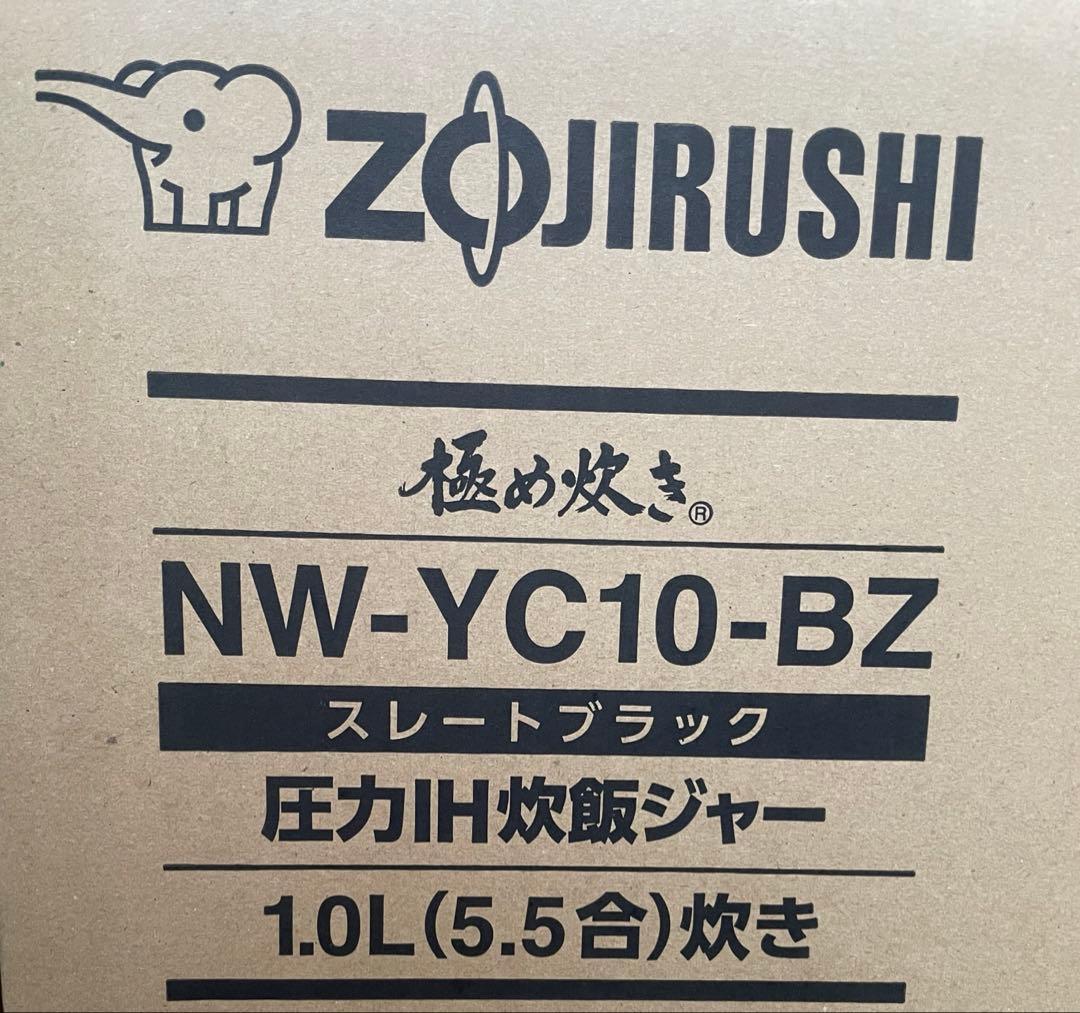 ZOJIRUSHI
極め炊き®
NW-YC10-BZ
スレートブラック
圧力IH炊飯ジャー
1.0L(5.5合)炊き